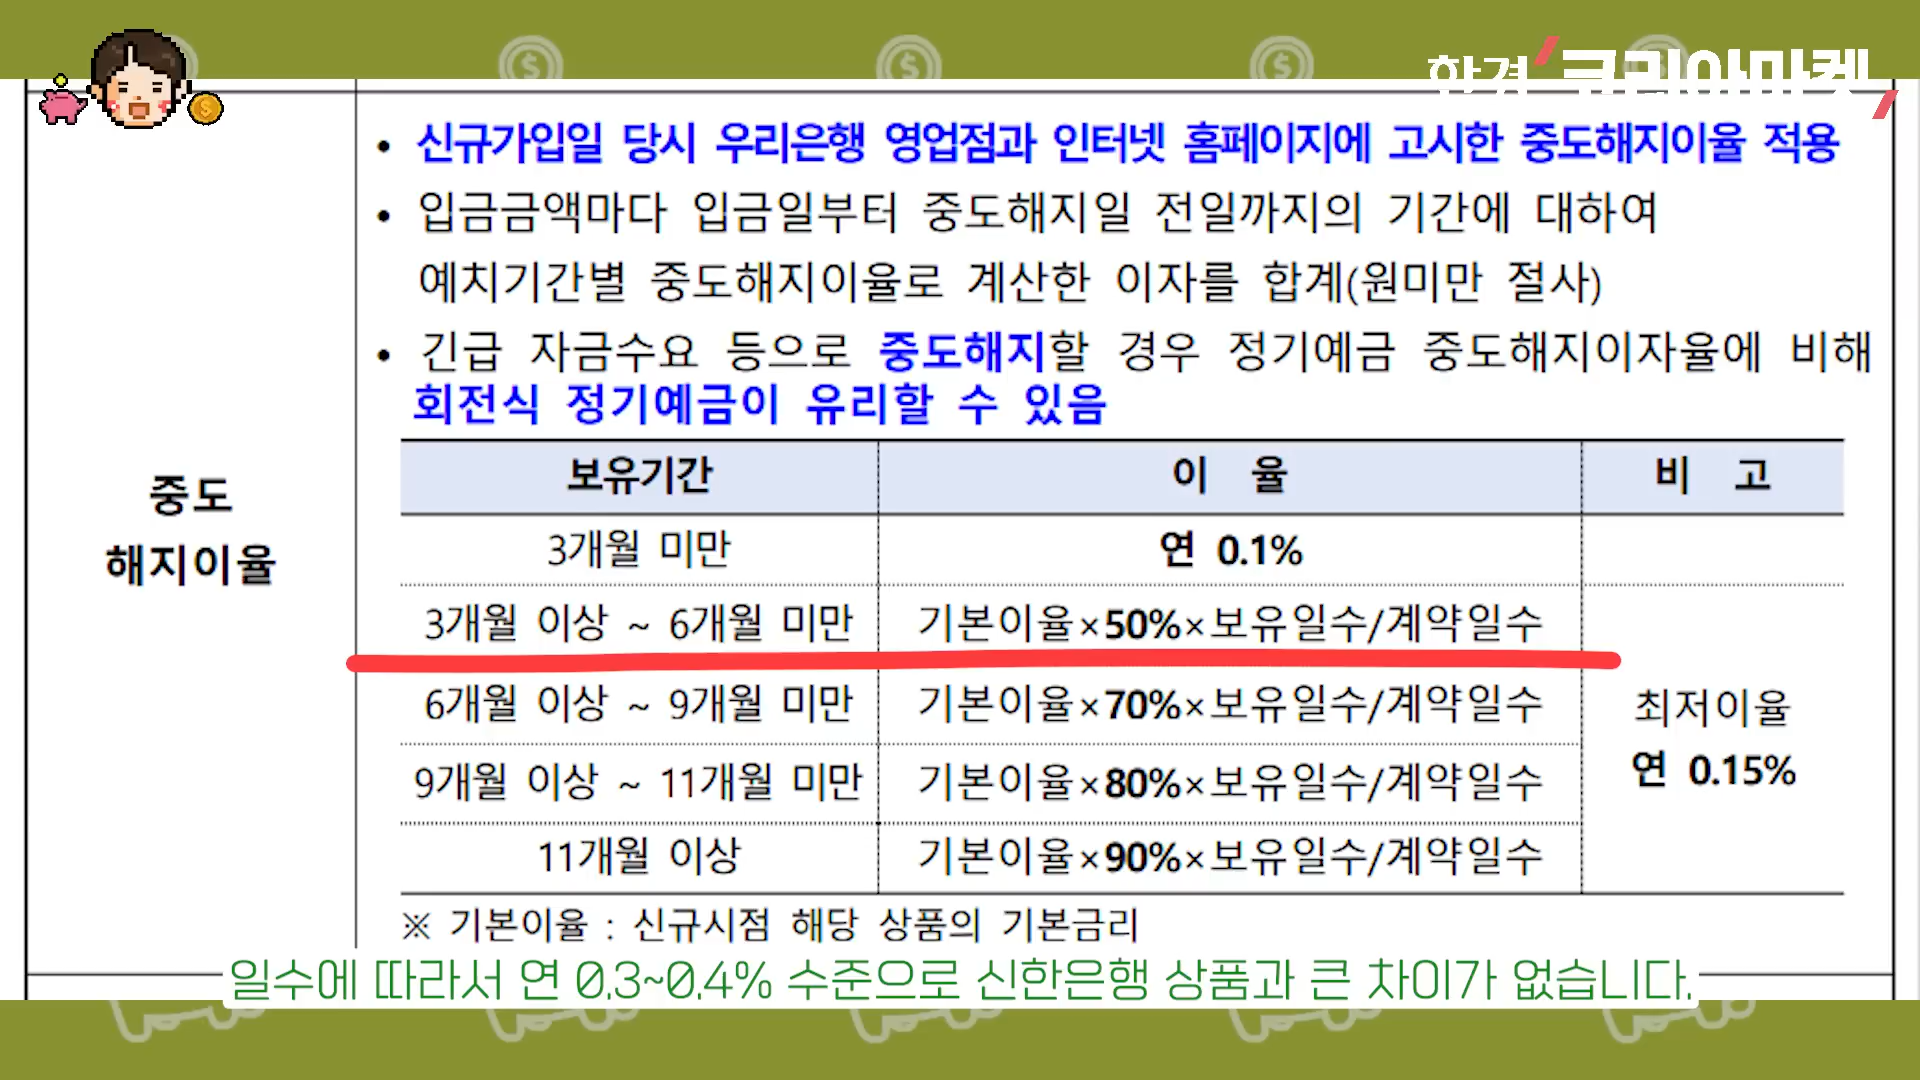 한경 코리아마켓
• 신규가입일 당시 우리은행 영업점과 인터넷 홈페이지에 고시한 중도해지이율 적용
• 입금금액마다 입금일부터 중도해지일 전일까지의 기간에 대하여
예치기간별 중도해지이율로 계산한 이자를 합계(원미만 절사)
• 긴급 자금수요 등으로 중도해지할 경우 정기예금 중도해지이자율에 비해
회전식 정기예금이 유리할 수 있음
중도
해지이율
보유기간 이 율 비 고
3개월 미만 연 0.1%
3개월 이상 ~ 6개월 미만 기본이율×50%×보유일수/계약일수
6개월 이상 ~ 9개월 미만 기본이율×70%×보유일수/계약일수
9개월 이상 ~ 11개월 미만 기본이율×80%×보유일수/계약일수
11개월 이상 기본이율×90%×보유일수/계약일수
최저이율
연 0.15%
※ 기본이율 : 신규시점 해당 상품의 기본금리
일수에 따라서 연 0.3~0.4% 수준으로 신한은행 상품과 큰 차이가 없습니다.